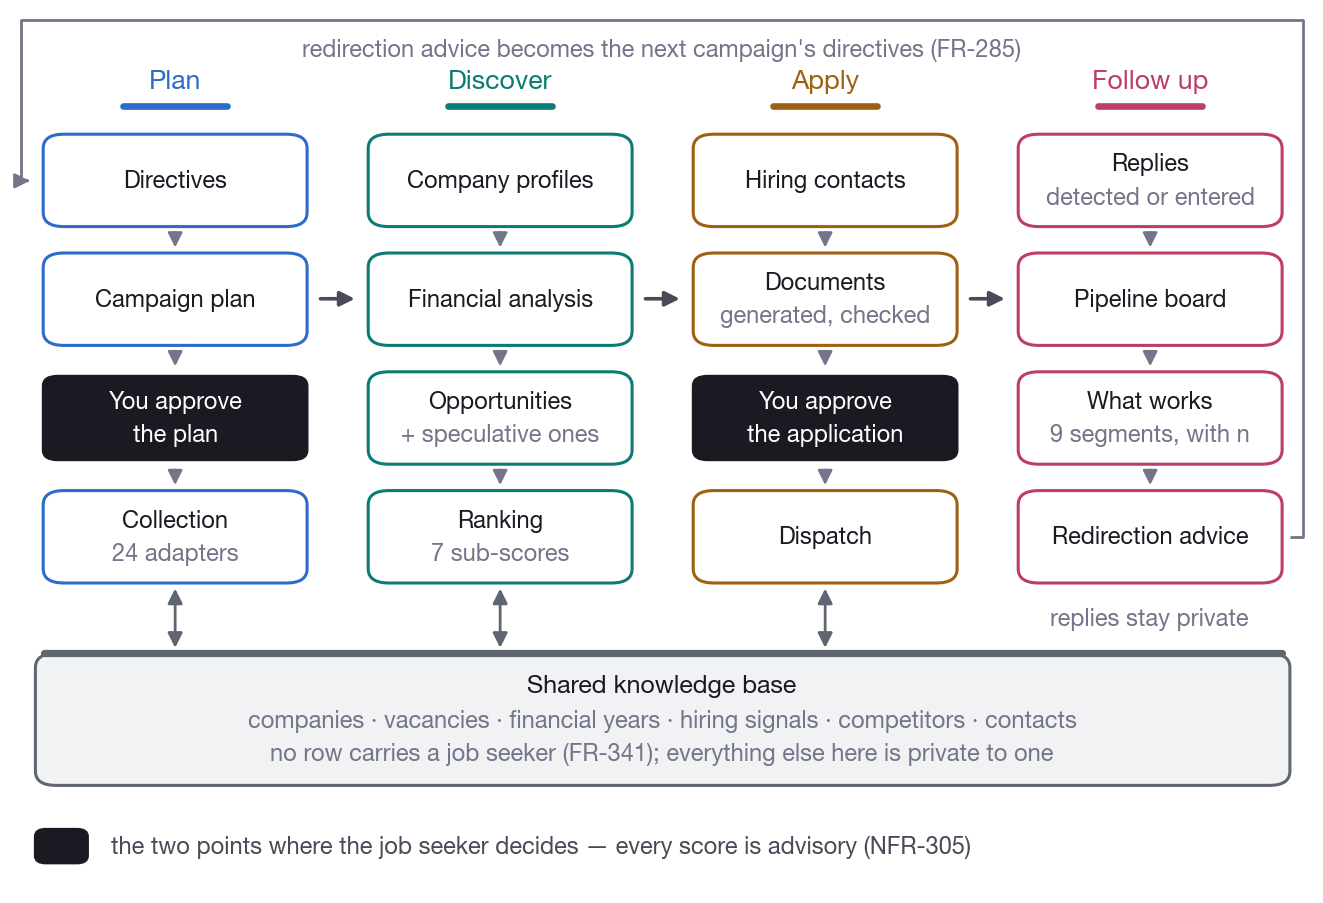 redirection advice becomes the next campaign's directives (FR-285)
Plan
Directives
Campaign plan
You approve
the plan
Collection
24 adapters
Discover
Company profiles
Financial analysis
Opportunities
+ speculative ones
Ranking
7 sub-scores
Apply
Hiring contacts
Documents
generated, checked
You approve
the application
Dispatch
Follow up
Replies
detected or entered
Pipeline board
What works
9 segments, with n
Redirection advice
replies stay private
Shared knowledge base
companies · vacancies · financial years · hiring signals · competitors · contacts
no row carries a job seeker (FR-341); everything else here is private to one
the two points where the job seeker decides — every score is advisory (NFR-305)